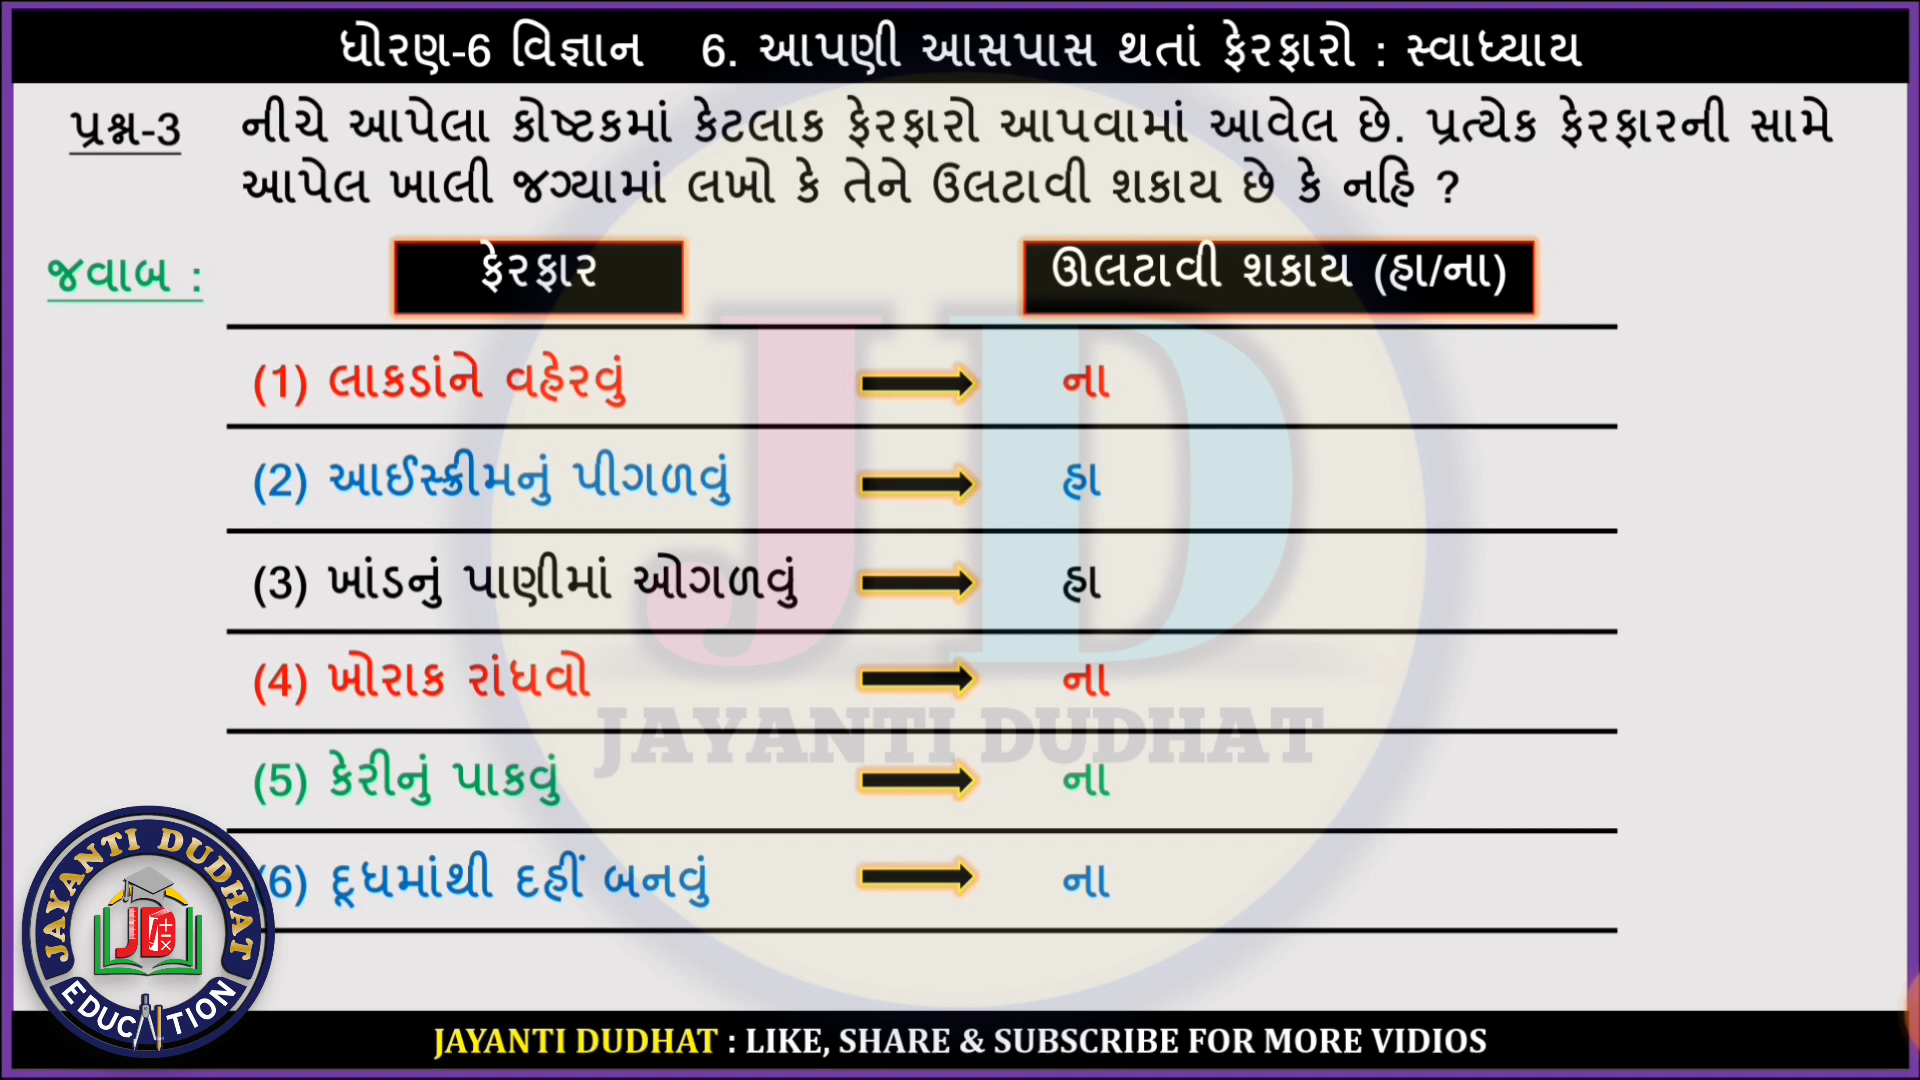 ધોરણ-6 વિજ્ઞાન 6. આપણી આસપાસ થતાં ફેરફારો : સ્વાધ્યાય
પ્રશ્ન-3 નીચે આપેલા કોષ્ટકમાં કેટલાક ફેરફારો આપવામાં આવેલ છે. પ્રત્યેક ફેરફારની સામે
આપેલ ખાલી જગ્યામાં લખો કે તેને ઉલટાવી શકાય છે કે નહિ ?
જવાબ : ફેરફાર ઊલટાવી શકાય (હા/ના)
(1) લાકડાંને વહેરવું ના
(2) આઈસ્ક્રીમનું પીગળવું હા
(3) ખાંડનું પાણીમાં ઓગળવું હા
(4) ખોરાક રાંધવો ના
JD
JAYANTI DUDHAT
(5) કેરીનું પાકવું ના
(6) દૂધમાંથી દહીં બનવું ના
JAYANTI DUDHAT
JD
EDUCATION
JAYANTI DUDHAT : LIKE, SHARE & SUBSCRIBE FOR MORE VIDIOS